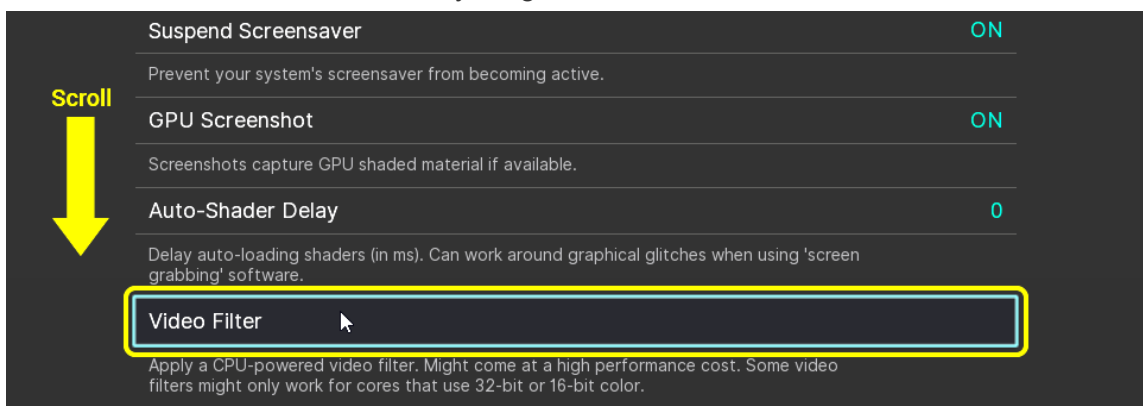 Suspend Screensaver ON
Prevent your system's screensaver from becoming active.
Scroll
GPU Screenshot ON
Screenshots capture GPU shaded material if available.
Auto-Shader Delay 0
Delay auto-loading shaders (in ms). Can work around graphical glitches when using 'screen
grabbing' software.
Video Filter
Apply a CPU-powered video filter. Might come at a high performance cost. Some video
filters might only work for cores that use 32-bit or 16-bit color.